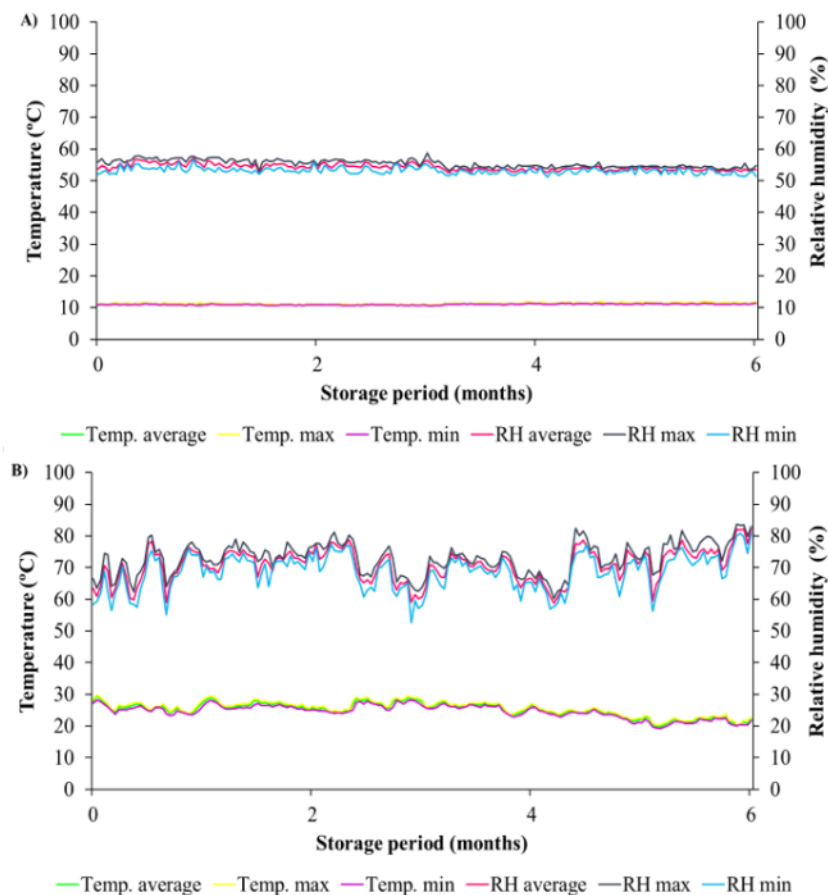 A)
100 100
90 90
80 80
70 70
60 60
50 50
40 40
30 30
20 20
10 10
0 0
Temperature (ºC)
Relative humidity (%)
0 2 4 6
Storage period (months)
Temp. average Temp. max Temp. min RH average RH max RH min
B)
100 100
90 90
80 80
70 70
60 60
50 50
40 40
30 30
20 20
10 10
0 0
Temperature (ºC)
Relative humidity (%)
0 2 4 6
Storage period (months)
Temp. average Temp. max Temp. min RH average RH max RH min